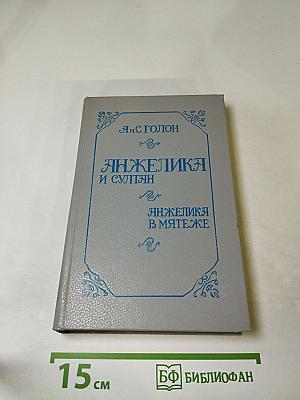 А и С. ГОЛОН
АНЖЕЛИКА
И СУЛТАН
АНЖЕЛИКА
В МЯТЕЖЕ
15 см
БФ БИБЛИОФАН